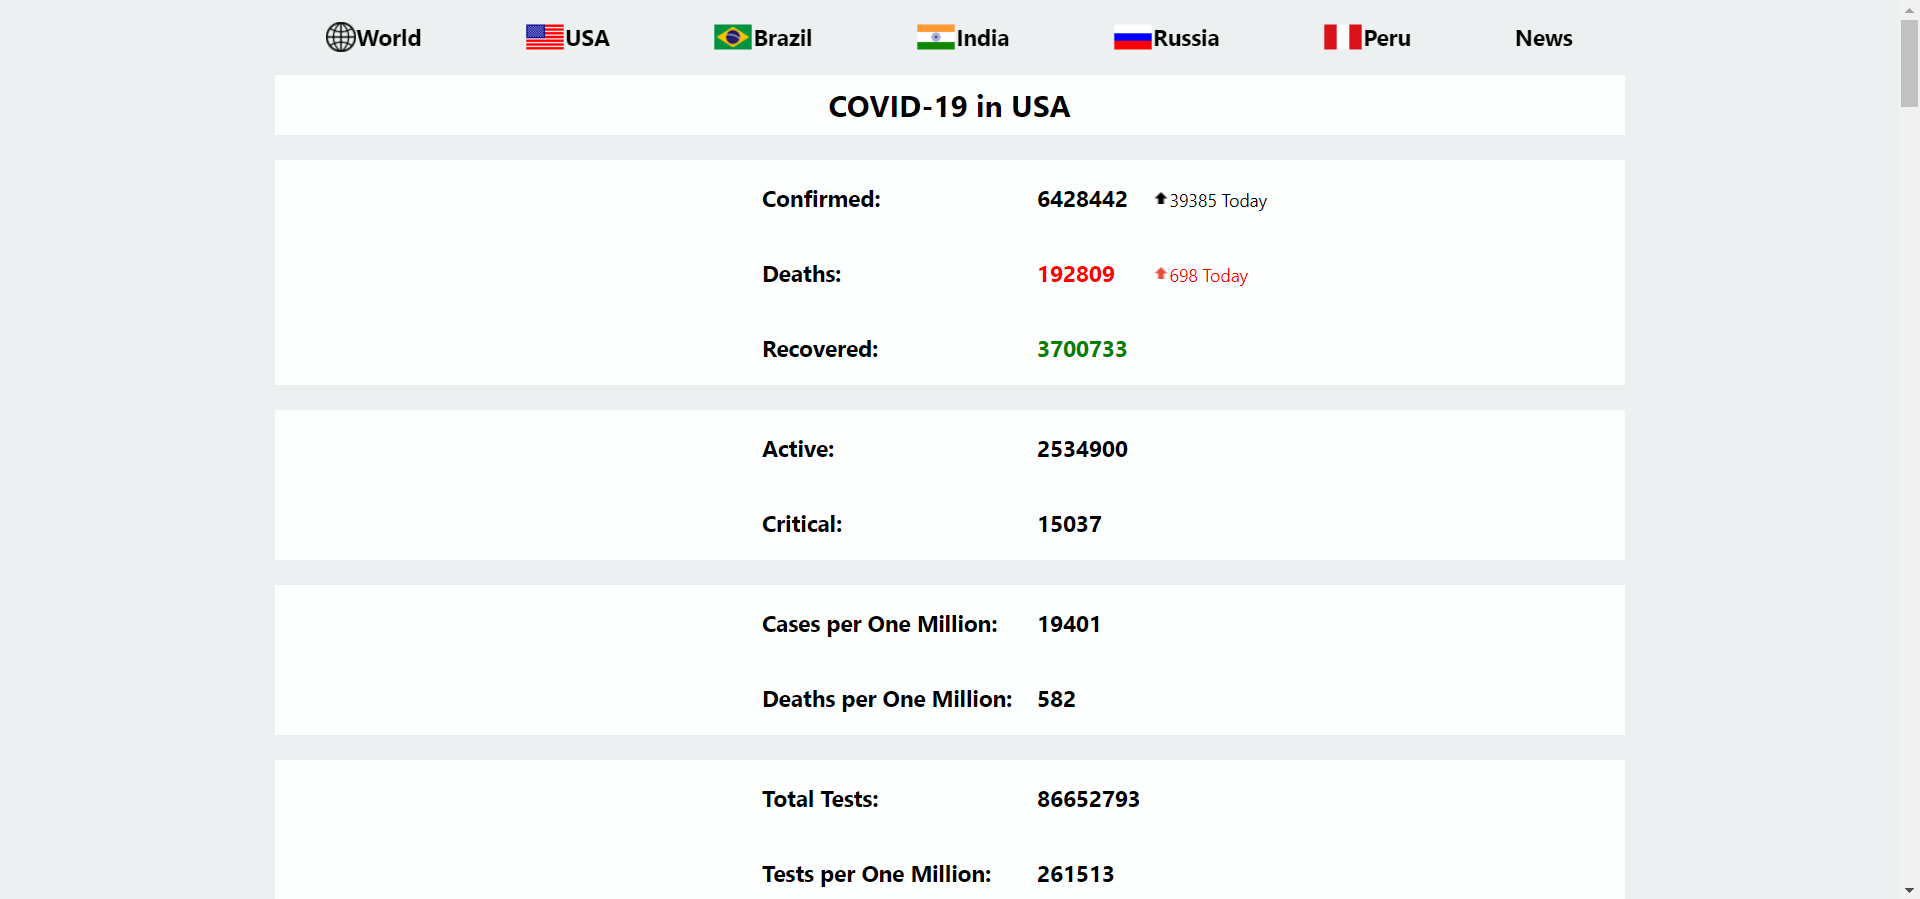 World USA Brazil India Russia Peru News
COVID-19 in USA
Confirmed: 6428442 39385 Today
Deaths: 192809 698 Today
Recovered: 3700733
Active: 2534900
Critical: 15037
Cases per One Million: 19401
Deaths per One Million: 582
Total Tests: 86652793
Tests per One Million: 261513